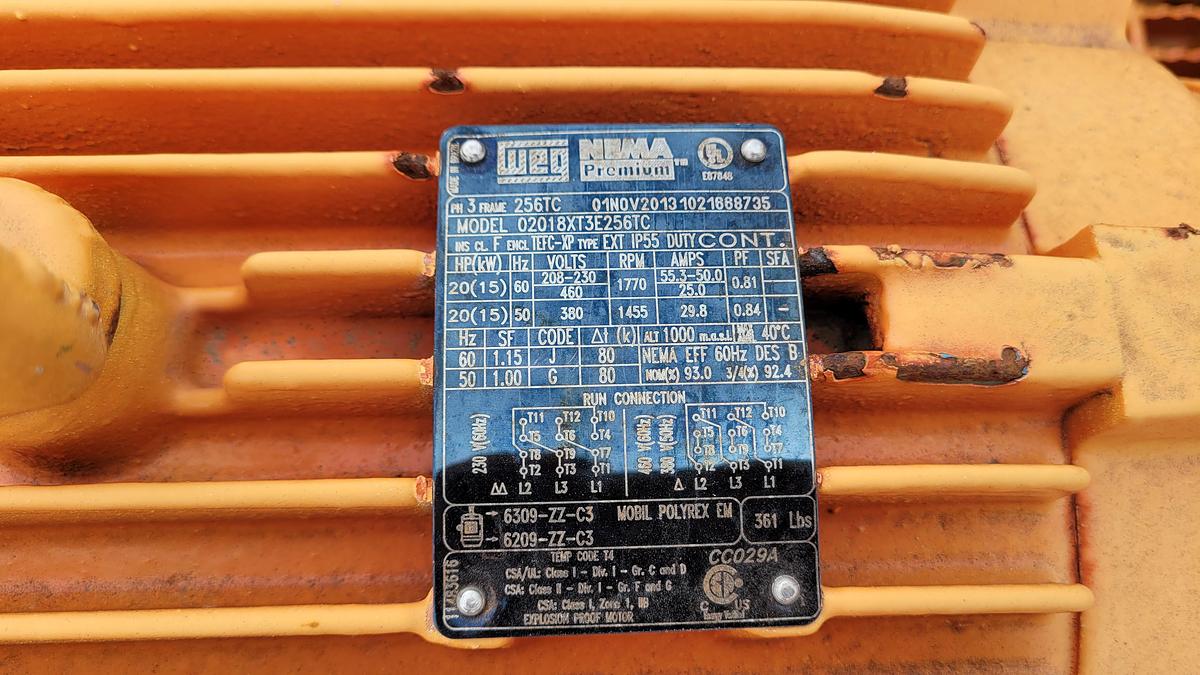 WEG NEMA Premium™ UL
E87848
PH 3 FRAME 256TC 01NOV2013 1021688735
MODEL 02018XT3E256TC
INS CL. F ENCL TEFC-XP TYPE EXT IP55 DUTY CONT.
HP(kW) Hz VOLTS RPM AMPS PF SFA
20(15) 60 208-230 460 1770 55.3-50.0 25.0 0.81 –
20(15) 50 380 1455 29.8 0.84 –
Hz SF CODE Δt (k) ALT 1000 m.a.s.l. 40°C
60 1.15 J 80 NEMA EFF 60Hz DES B
50 1.00 G 80 NOM(%) 93.0 3/4(%) 92.4
RUN CONNECTION
230 V(60Hz) 460 V(60Hz) 380 V(50Hz)
T11 T12 T10 T11 T12 T10
T5 T6 T4 T5 T6 T4
T8 T9 T7 T8 T9 T7
T2 T3 T1 T2 T3 T1
ΔΔ L2 L3 L1 Δ L2 L3 L1
→ 6309-ZZ-C3 MOBIL POLYREX EM 361 Lbs
→ 6209-ZZ-C3
TEMP CODE T4 CC029A
CSA/UL: Class I - Div. I - Gr. C and D
CSA: Class II - Div. I - Gr. F and G
CSA: Class I, Zone 1, IIB
C US
EXPLOSION PROOF MOTOR
Energy Verified